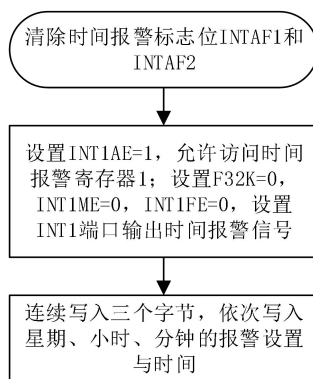 清除时间报警标志位INTAF1和
INTAF2
设置INT1AE=1，允许访问时间
报警寄存器1；设置F32K=0，
INT1ME=0，INT1FE=0，设置
INT1端口输出时间报警信号
连续写入三个字节，依次写入
星期、小时、分钟的报警设置
与时间